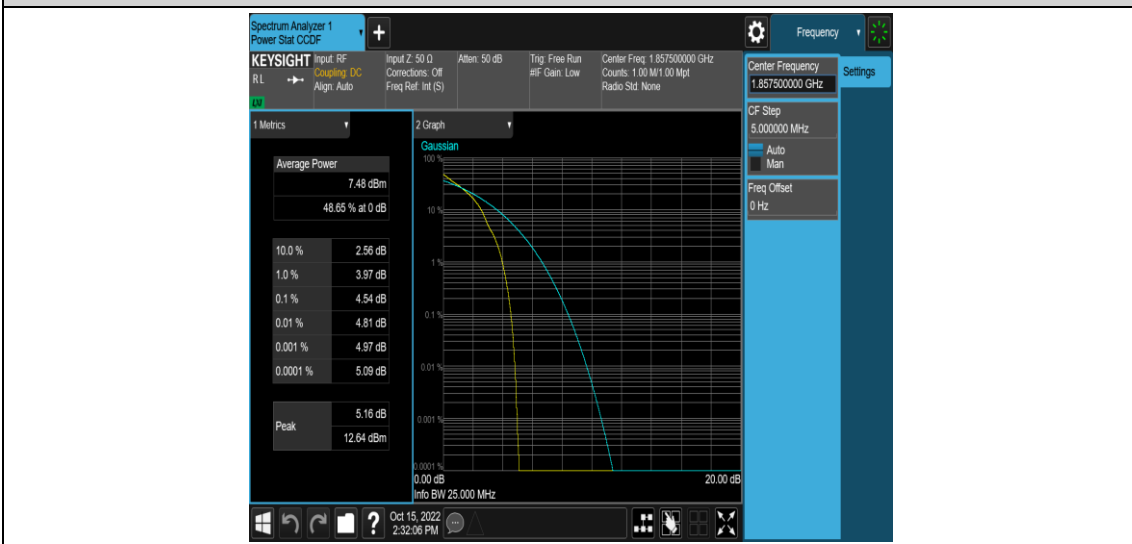 Spectrum Analyzer 1
Power Stat CCDF
+
Frequency
KEYSIGHT
R L
LXI
Input: RF
Coupling: DC
Align: Auto
Input Z: 50 Ω
Corrections: Off
Freq Ref: Int (S)
Atten: 50 dB
Trig: Free Run
#IF Gain: Low
Center Freq: 1.857500000 GHz
Counts: 1.00 M/1.00 Mpt
Radio Std: None
Center Frequency
1.857500000 GHz
Settings
CF Step
5.000000 MHz
Auto
Man
Freq Offset
0 Hz
1 Metrics
Average Power
7.48 dBm
48.65 % at 0 dB
10.0 % 2.56 dB
1.0 % 3.97 dB
0.1 % 4.54 dB
0.01 % 4.81 dB
0.001 % 4.97 dB
0.0001 % 5.09 dB
Peak 5.16 dB
12.64 dBm
2 Graph
Gaussian
100 %
10 %
1 %
0.1 %
0.01 %
0.001 %
0.0001 %
0.00 dB 20.00 dB
Info BW 25.000 MHz
?
Oct 15, 2022
2:32:06 PM